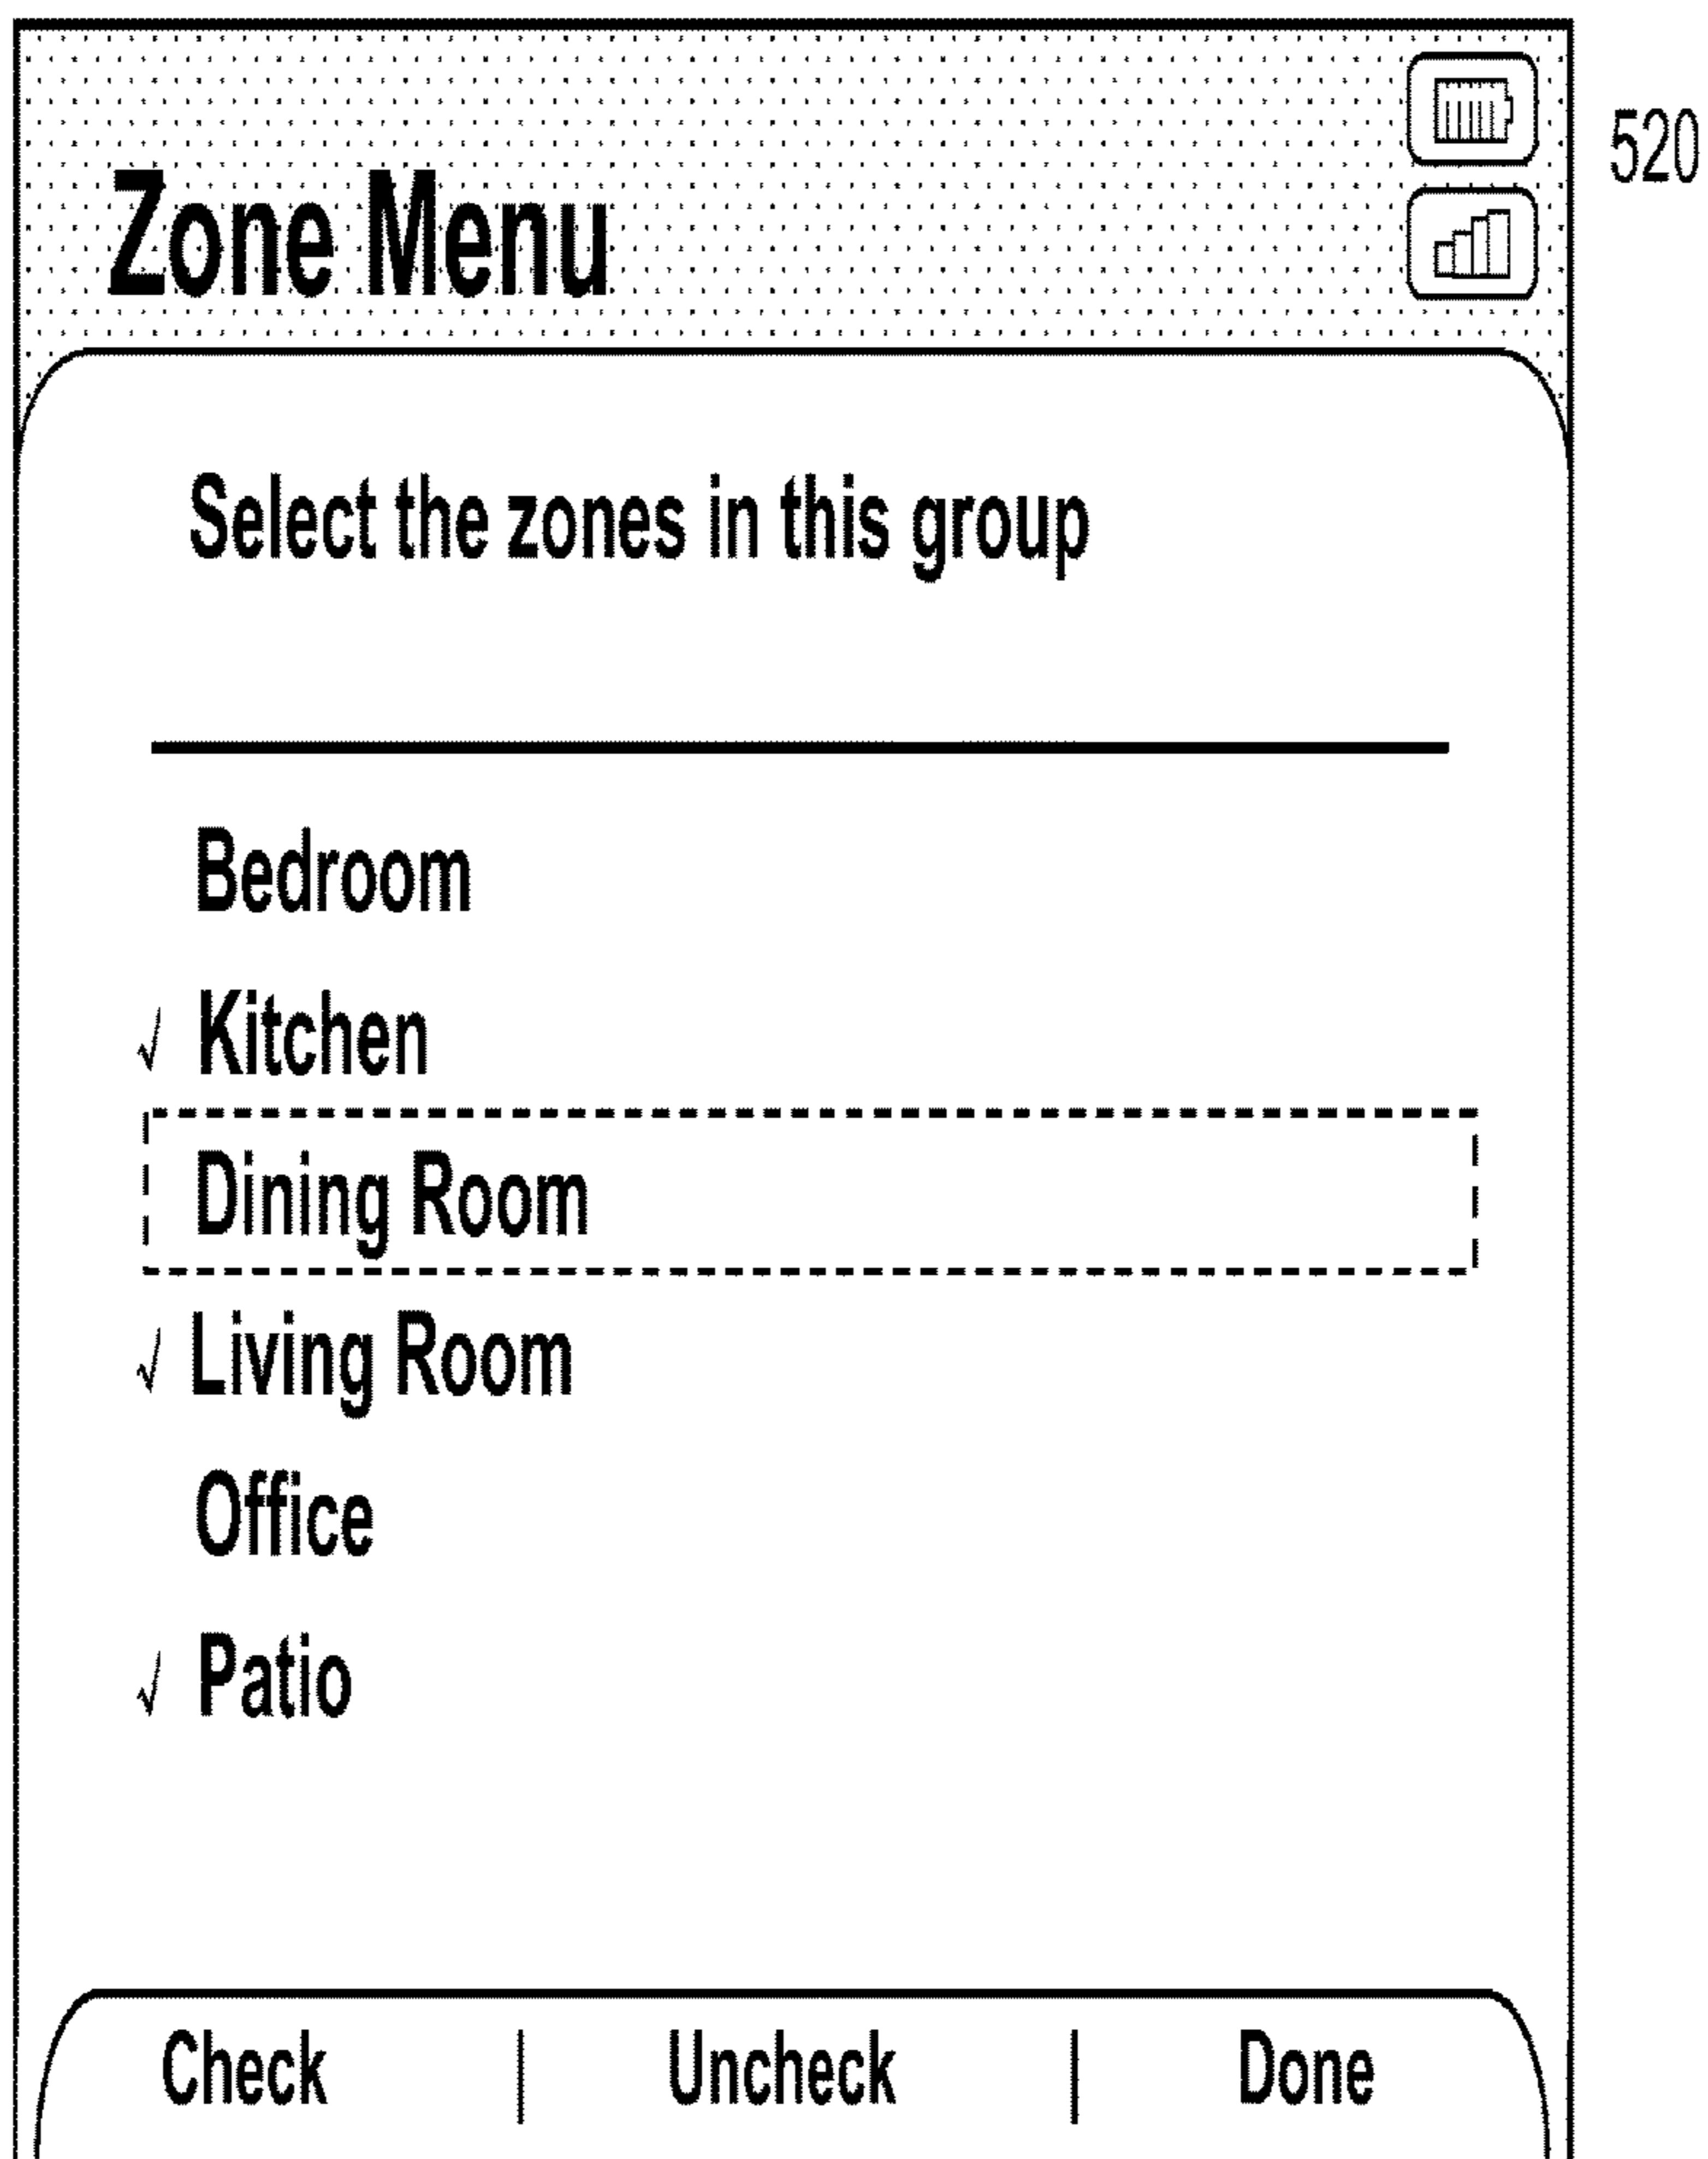 520
Zone Menu
Select the zones in this group
Bedroom
√ Kitchen
Dining Room
√ Living Room
Office
√ Patio
Check | Uncheck | Done